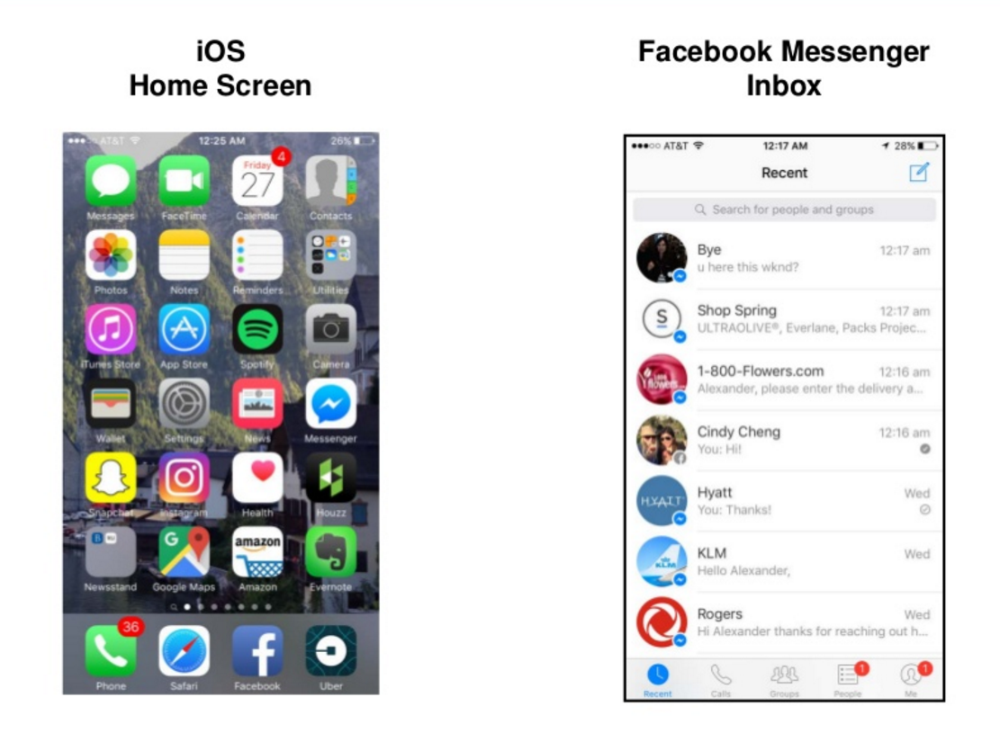 iOS
Home Screen
AT&T 12:25 AM 26%
4
Friday
27
Messages FaceTime Calendar Contacts
Photos Notes Reminders Utilities
iTunes Store App Store Spotify Camera
Wallet Settings News Messenger
Snapchat Instagram Health Houzz
G
amazon
Newsstand Google Maps Amazon Evernote
36
Phone Safari Facebook Uber
Facebook Messenger
Inbox
AT&T 12:17 AM 28%
Recent
Search for people and groups
Bye 12:17 am
u here this wknd?
S
Shop Spring 12:17 am
ULTRAOLIVE®, Everlane, Packs Projec...
1-800-Flowers.com 12:16 am
Alexander, please enter the delivery a...
Cindy Cheng 12:16 am
You: Hi!
HYATT
Hyatt Wed
You: Thanks!
KLM
KLM Wed
Hello Alexander,
Rogers Wed
Hi Alexander thanks for reaching out h...
1 1
Recent Calls Groups People Me